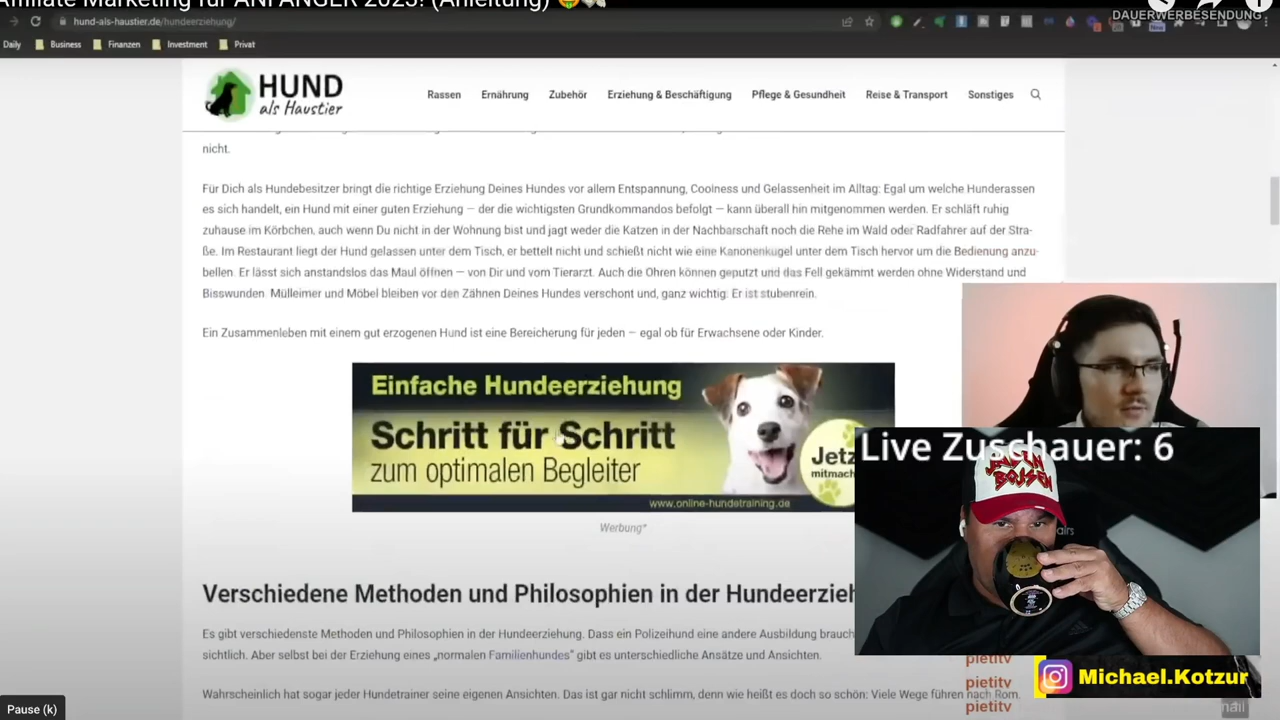 Affiliate Marketing für ANFÄNGER 2023! (Anleitung)
DAUERWERBESENDUNG
hund-als-haustier.de/hundeerziehung/
Daily Business Finanzen Investment Privat
HUND
als Haustier
Rassen Ernährung Zubehör Erziehung & Beschäftigung Pflege & Gesundheit Reise & Transport Sonstiges
nicht.
Für Dich als Hundebesitzer bringt die richtige Erziehung Deines Hundes vor allem Entspannung, Coolness und Gelassenheit im Alltag: Egal um welche Hunderassen
es sich handelt, ein Hund mit einer guten Erziehung – der die wichtigsten Grundkommandos befolgt – kann überall hin mitgenommen werden. Er schläft ruhig
zuhause im Körbchen, auch wenn Du nicht in der Wohnung bist und jagt weder die Katzen in der Nachbarschaft noch die Rehe im Wald oder Radfahrer auf der Stra-
ße. Im Restaurant liegt der Hund gelassen unter dem Tisch, er bettelt nicht und schießt nicht wie eine Kanonenkugel unter dem Tisch hervor um die Bedienung anzu-
bellen. Er lässt sich anstandslos das Maul öffnen – von Dir und vom Tierarzt. Auch die Ohren können geputzt und das Fell gekämmt werden ohne Widerstand und
Bisswunden. Mülleimer und Möbel bleiben vor den Zähnen Deines Hundes verschont und, ganz wichtig: Er ist stubenrein.
Ein Zusammenleben mit einem gut erzogenen Hund ist eine Bereicherung für jeden – egal ob für Erwachsene oder Kinder.
Einfache Hundeerziehung
Schritt für Schritt
zum optimalen Begleiter
Jetz
mitmach
www.online-hundetraining.de
Werbung*
Live Zuschauer: 6
Verschiedene Methoden und Philosophien in der Hundeerzieh
Es gibt verschiedenste Methoden und Philosophien in der Hundeerziehung. Dass ein Polizeihund eine andere Ausbildung brauch
sichtlich. Aber selbst bei der Erziehung eines „normalen Familienhundes" gibt es unterschiedliche Ansätze und Ansichten.
Wahrscheinlich hat sogar jeder Hundetrainer seine eigenen Ansichten. Das ist gar nicht schlimm, denn wie heißt es doch so schön: Viele Wege führen nach Rom.
pietitv
pietitv
pietitv
Michael.Kotzur
Pause (k)